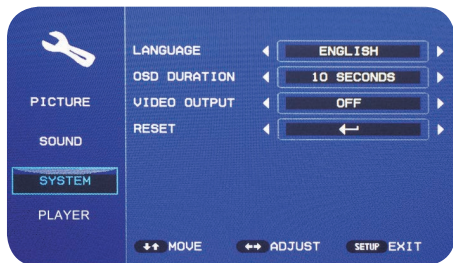 LANGUAGE ENGLISH
OSD DURATION 10 SECONDS
VIDEO OUTPUT OFF
RESET
PICTURE
SOUND
SYSTEM
PLAYER
MOVE ADJUST SETUP EXIT